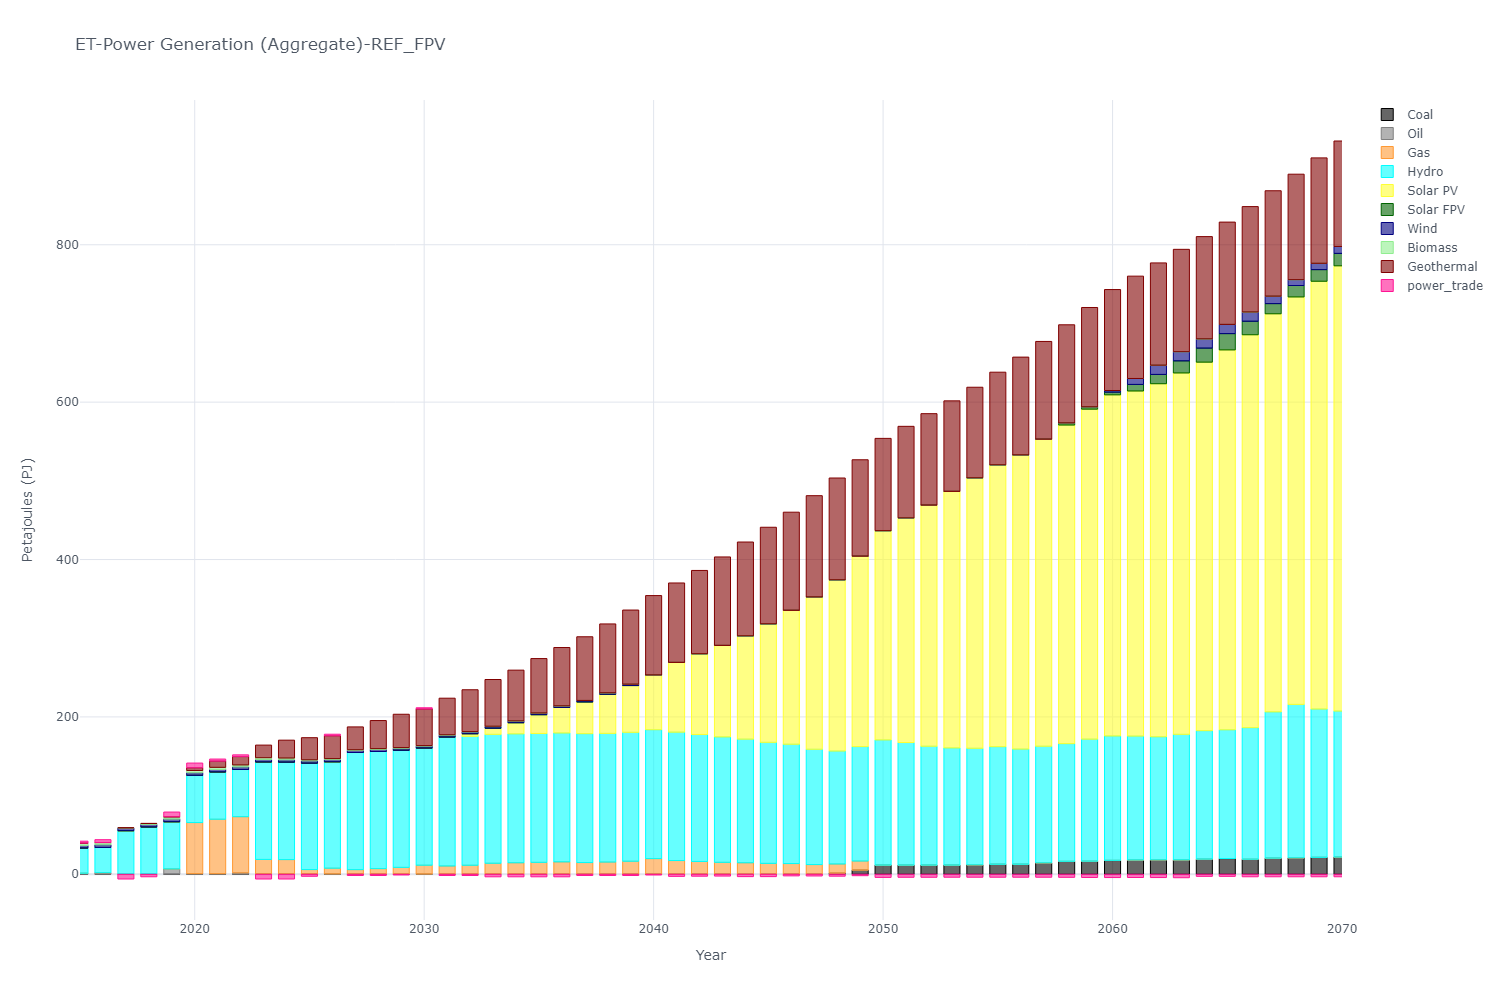 ET-Power Generation (Aggregate)-REF_FPV
Coal
Oil
Gas
Hydro
Solar PV
Solar FPV
Wind
Biomass
Geothermal
power_trade
800
600
400
200
0
Petajoules (PJ)
2020 2030 2040 2050 2060 2070
Year